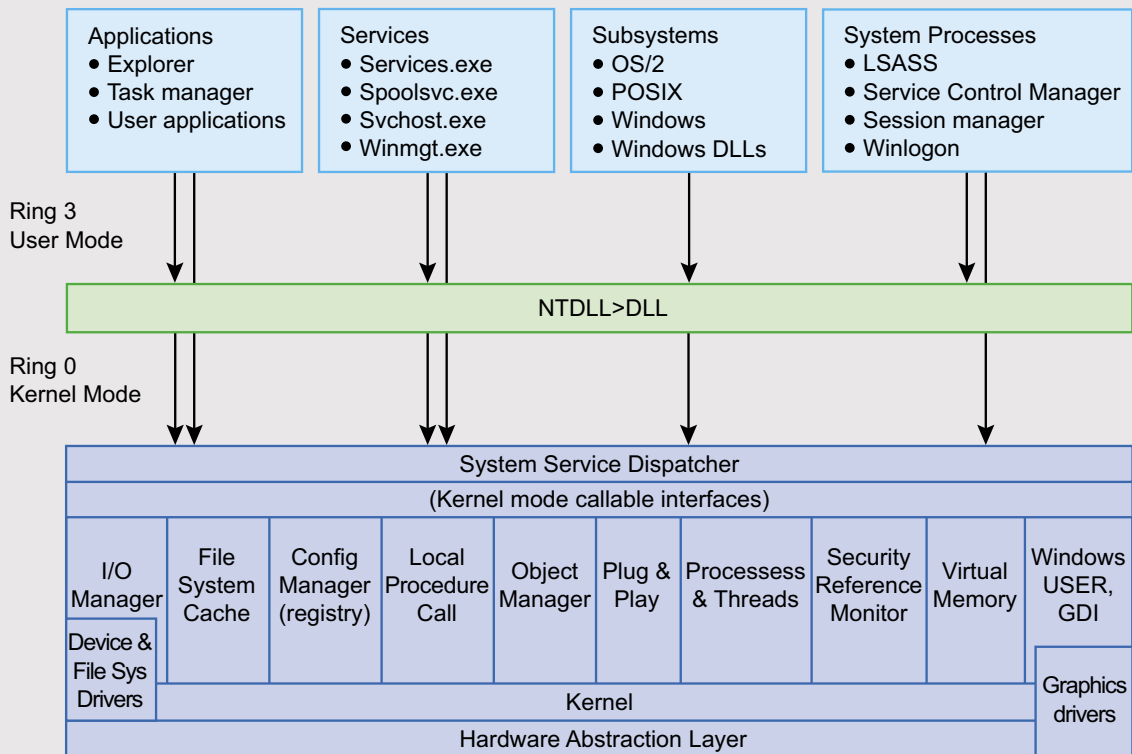 Applications
• Explorer
• Task manager
• User applications
Services
• Services.exe
• Spoolsvc.exe
• Svchost.exe
• Winmgt.exe
Subsystems
• OS/2
• POSIX
• Windows
• Windows DLLs
System Processes
• LSASS
• Service Control Manager
• Session manager
• Winlogon
Ring 3
User Mode
NTDLL>DLL
Ring 0
Kernel Mode
System Service Dispatcher
(Kernel mode callable interfaces)
I/O
Manager
File
System
Cache
Config
Manager
(registry)
Local
Procedure
Call
Object
Manager
Plug &
Play
Processess
& Threads
Security
Reference
Monitor
Virtual
Memory
Windows
USER,
GDI
Device &
File Sys
Drivers
Graphics
drivers
Kernel
Hardware Abstraction Layer